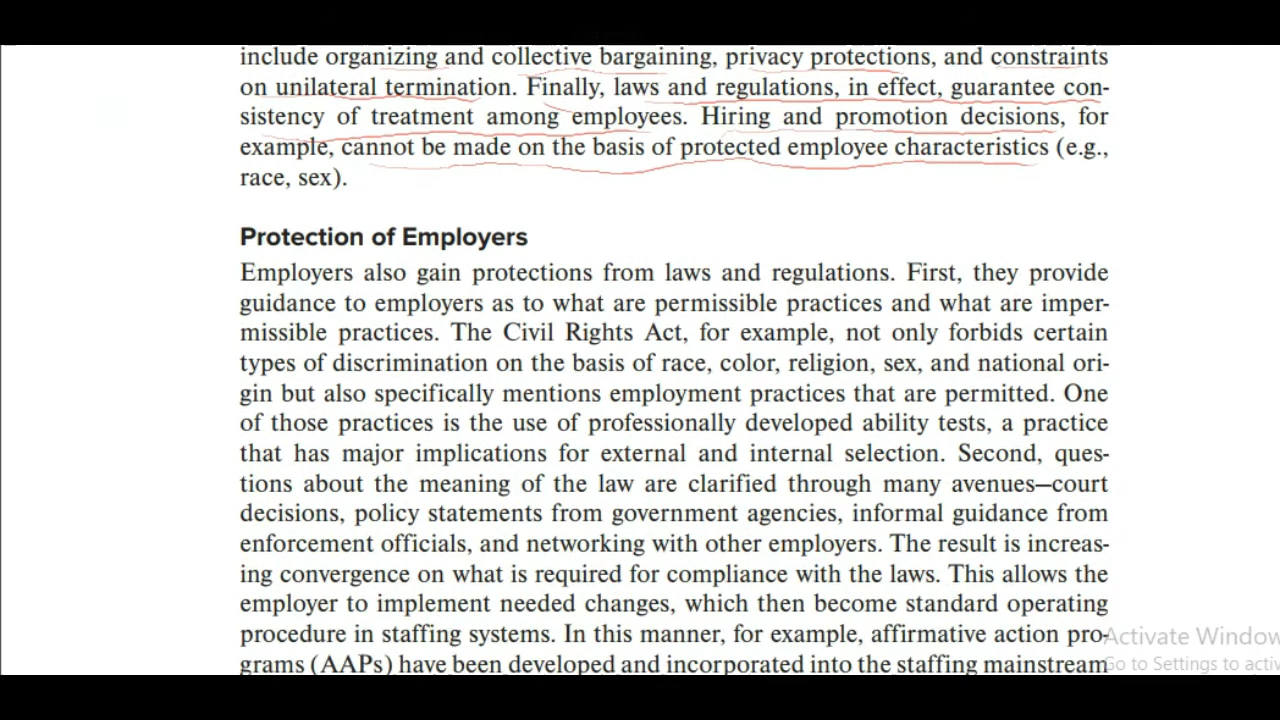 include organizing and collective bargaining, privacy protections, and constraints
on unilateral termination. Finally, laws and regulations, in effect, guarantee con-
sistency of treatment among employees. Hiring and promotion decisions, for
example, cannot be made on the basis of protected employee characteristics (e.g.,
race, sex).
Protection of Employers
Employers also gain protections from laws and regulations. First, they provide
guidance to employers as to what are permissible practices and what are imper-
missible practices. The Civil Rights Act, for example, not only forbids certain
types of discrimination on the basis of race, color, religion, sex, and national ori-
gin but also specifically mentions employment practices that are permitted. One
of those practices is the use of professionally developed ability tests, a practice
that has major implications for external and internal selection. Second, ques-
tions about the meaning of the law are clarified through many avenues—court
decisions, policy statements from government agencies, informal guidance from
enforcement officials, and networking with other employers. The result is increas-
ing convergence on what is required for compliance with the laws. This allows the
employer to implement needed changes, which then become standard operating
procedure in staffing systems. In this manner, for example, affirmative action pro-
grams (AAPs) have been developed and incorporated into the staffing mainstream
Activate Window
Go to Settings to activ